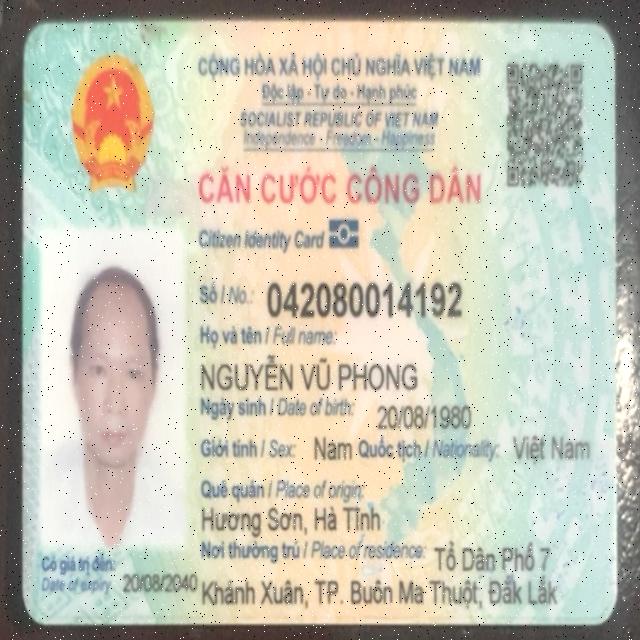 CỘNG HÒA XÃ HỘI CHỦ NGHĨA VIỆT NAM
Độc lập - Tự do - Hạnh phúc
SOCIALIST REPUBLIC OF VIET NAM
Independence - Freedom - Happiness
CĂN CƯỚC CÔNG DÂN
Citizen Identity Card
Số / No.: 042080014192
Họ và tên / Full name:
NGUYỄN VŨ PHONG
Ngày sinh / Date of birth: 20/08/1980
Giới tính / Sex: Nam Quốc tịch / Nationality: Việt Nam
Quê quán / Place of origin:
Hương Sơn, Hà Tĩnh
Nơi thường trú / Place of residence: Tổ Dân Phố 7
Khánh Xuân, TP. Buôn Ma Thuột, Đắk Lắk
Có giá trị đến: 20/08/2040
Date of expiry: